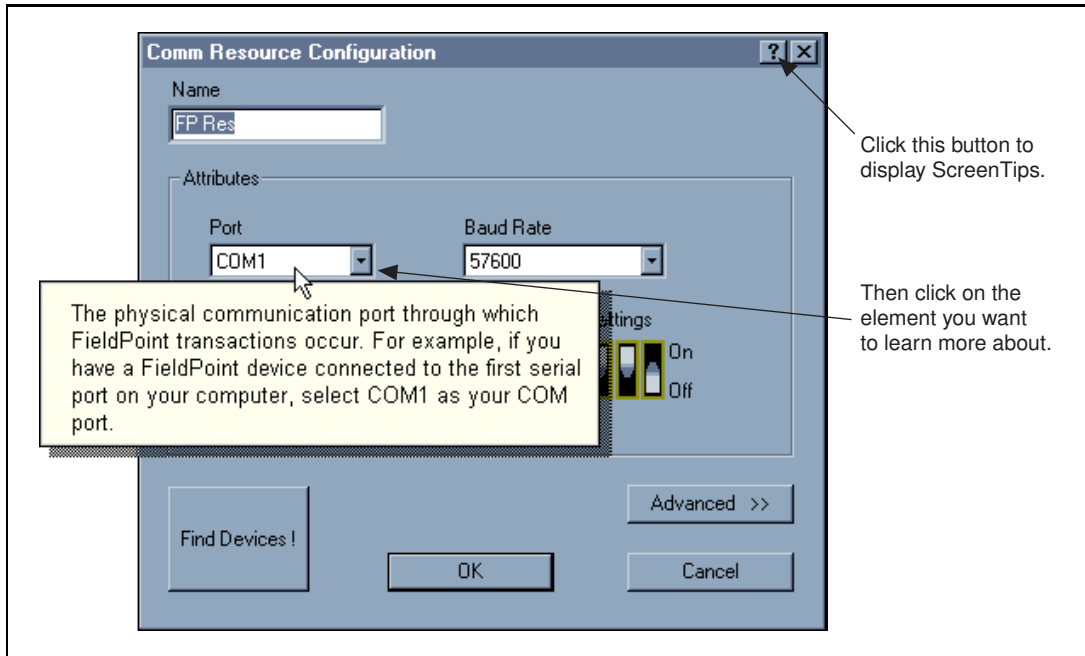 Comm Resource Configuration
?
Name
FP Res
Click this button to
display ScreenTips.
Attributes
Port
Baud Rate
COM1
57600
The physical communication port through which
FieldPoint transactions occur. For example, if you
have a FieldPoint device connected to the first serial
port on your computer, select COM1 as your COM
port.
Then click on the
element you want
to learn more about.
On
Off
Advanced >>
Find Devices !
OK
Cancel